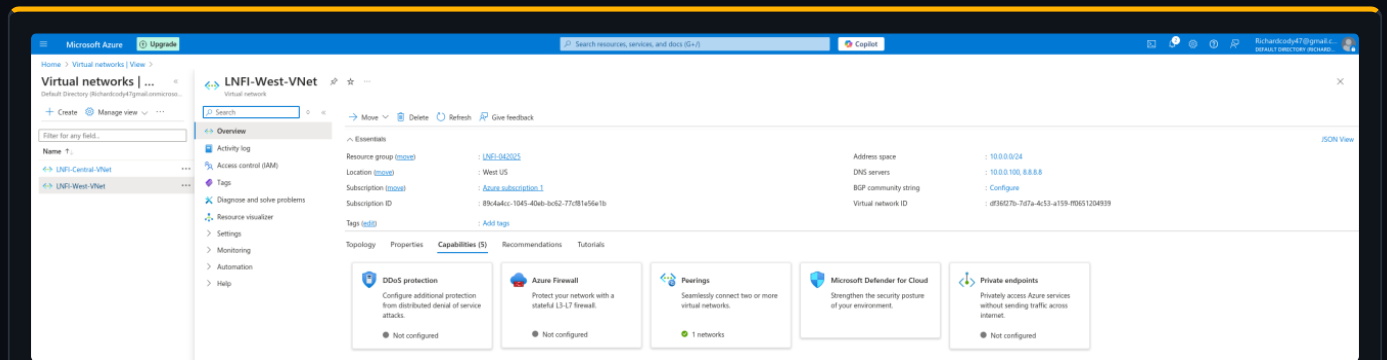 Microsoft Azure
Upgrade
Search resources, services, and docs (G+/)
Copilot
Richardcody47@gmail.c...
DEFAULT DIRECTORY (RICHARD...
Home > Virtual networks | View >
Virtual networks | ...
Default Directory (Richardcody47gmail.onmicroso...
Create
Manage view
Filter for any field...
Name ↑
LNFI-Central-VNet
LNFI-West-VNet
LNFI-West-VNet
Virtual network
Search
Overview
Activity log
Access control (IAM)
Tags
Diagnose and solve problems
Resource visualizer
Settings
Monitoring
Automation
Help
Move
Delete
Refresh
Give feedback
Essentials
JSON View
Resource group (move) : LNFI-042025
Location (move) : West US
Subscription (move) : Azure subscription 1
Subscription ID : 89c4a4cc-1045-40eb-bc62-77cf81e56e1b
Tags (edit) : Add tags
Address space : 10.0.0.0/24
DNS servers : 10.0.0.100, 8.8.8.8
BGP community string : Configure
Virtual network ID : df36f27b-7d7a-4c53-a159-ff0651204939
Topology
Properties
Capabilities (5)
Recommendations
Tutorials
DDoS protection
Configure additional protection
from distributed denial of service
attacks.
Not configured
Azure Firewall
Protect your network with a
stateful L3-L7 firewall.
Not configured
Peerings
Seamlessly connect two or more
virtual networks.
1 networks
Microsoft Defender for Cloud
Strengthen the security posture
of your environment.
Private endpoints
Privately access Azure services
without sending traffic across
internet.
Not configured